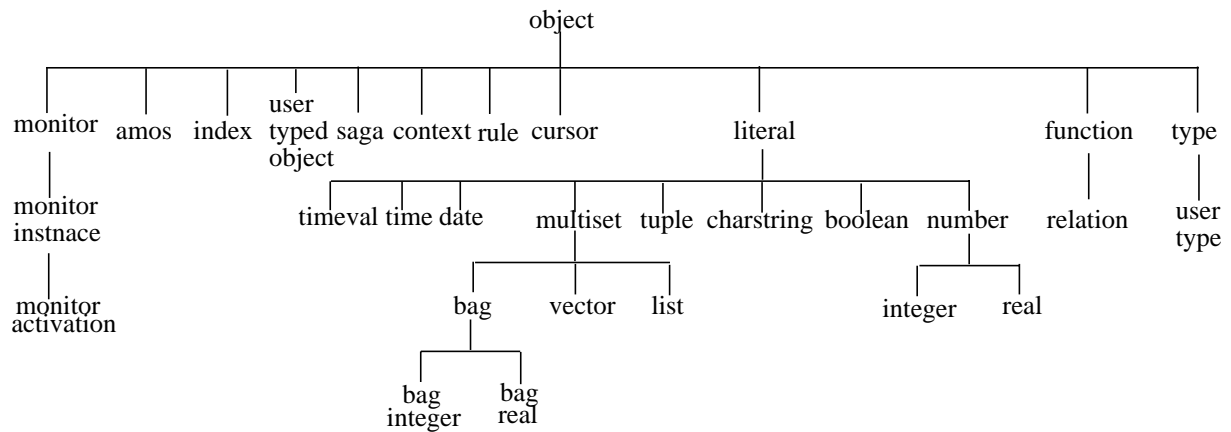 object
monitor amos index user typed object saga context rule cursor literal function type
monitor instnace timeval time date multiset tuple charstring boolean number relation user type
monitor activation bag vector list integer real
bag integer bag real